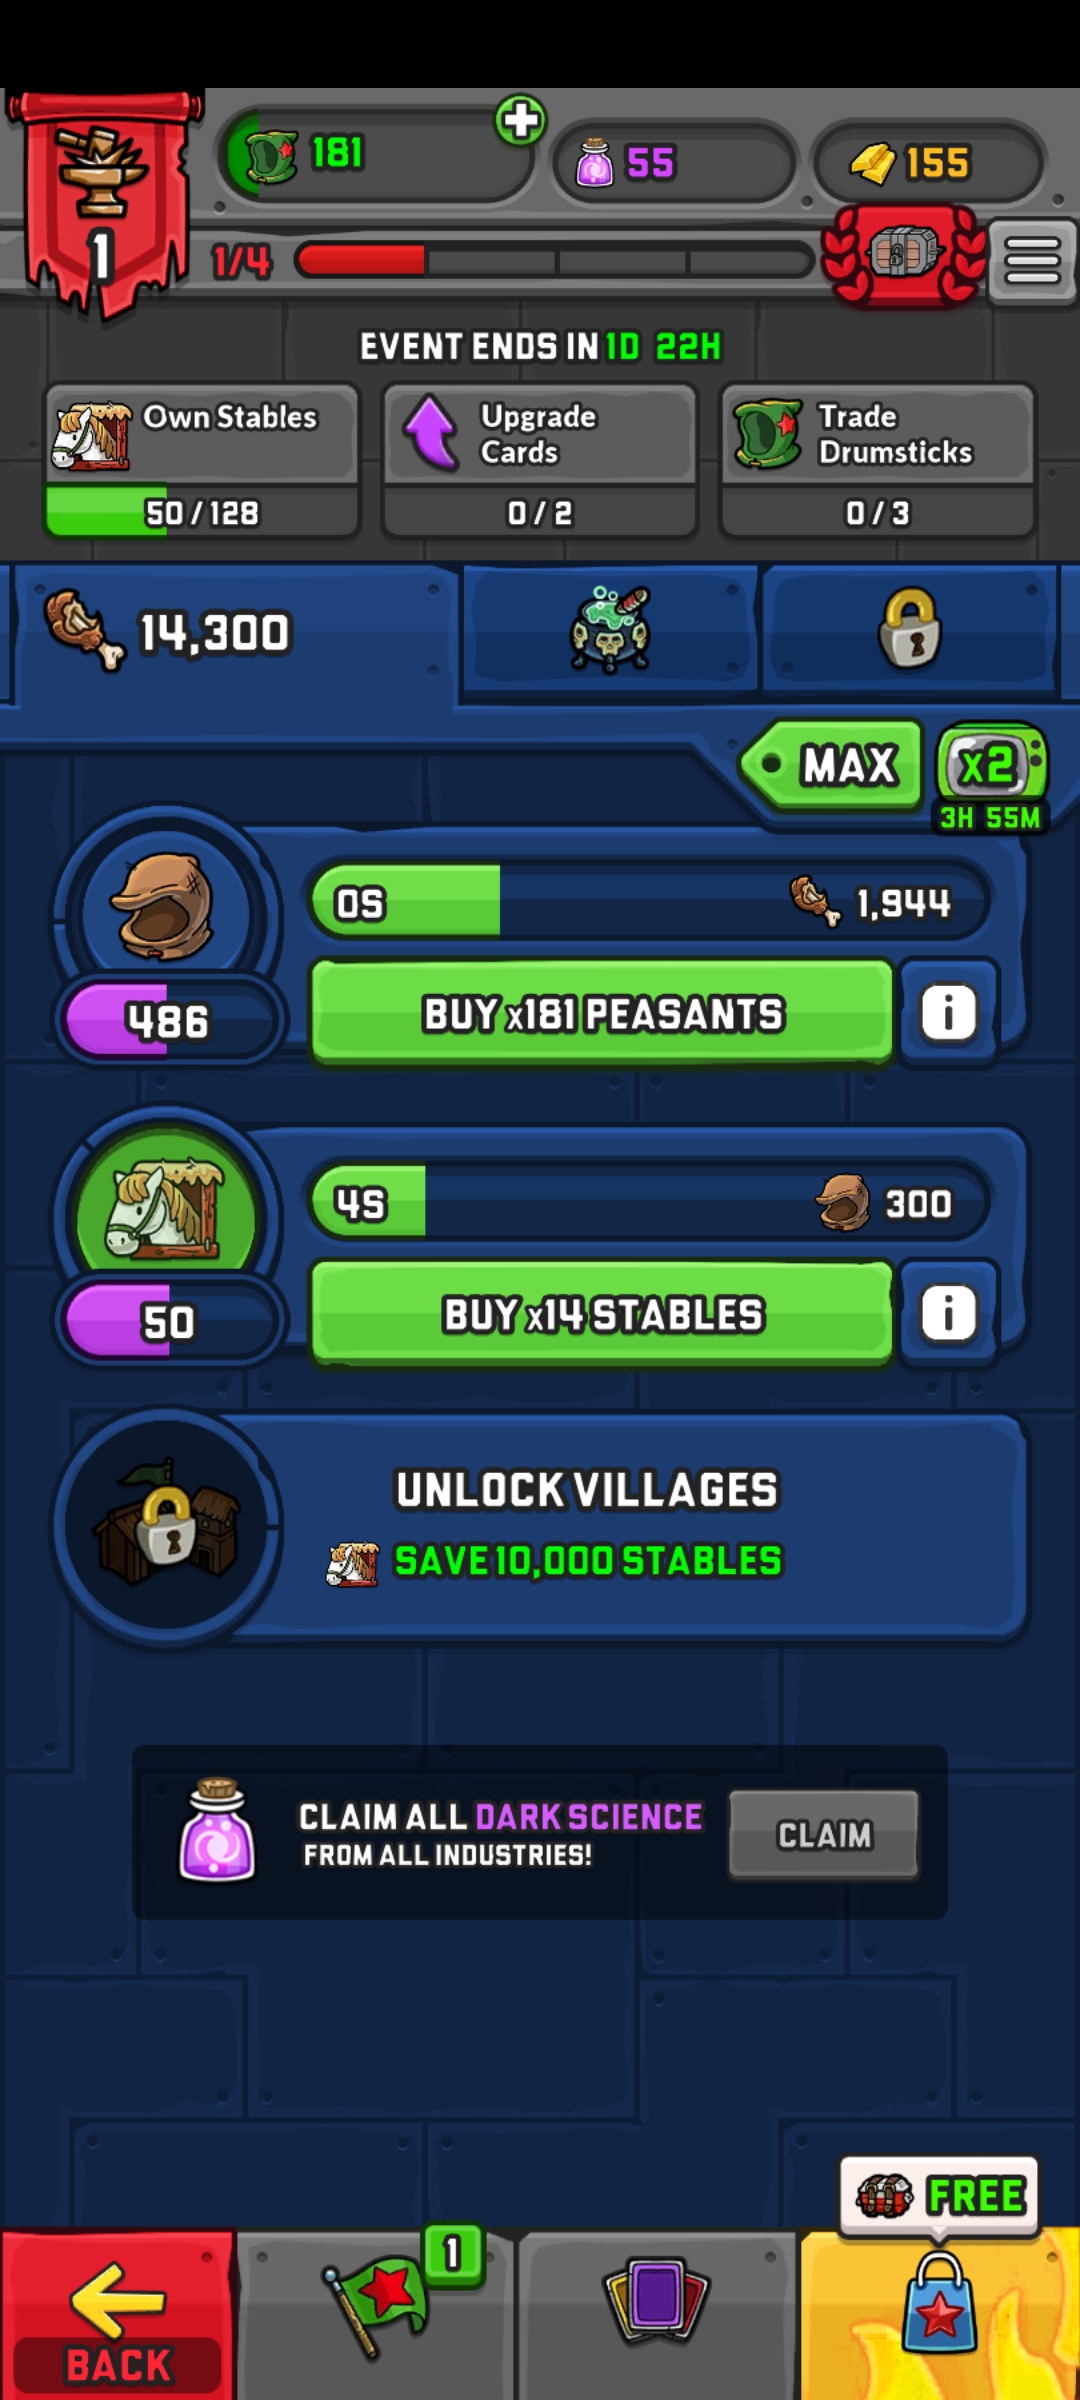 181
55
155
1
1/4
EVENT ENDS IN 1D 22H
Own Stables
50 / 128
Upgrade
Cards
0 / 2
Trade
Drumsticks
0 / 3
14,300
MAX
x2
3H 55M
0S
1,944
486
BUY x181 PEASANTS
i
4S
300
50
BUY x14 STABLES
i
UNLOCK VILLAGES
SAVE 10,000 STABLES
CLAIM ALL DARK SCIENCE
FROM ALL INDUSTRIES!
CLAIM
FREE
1
BACK